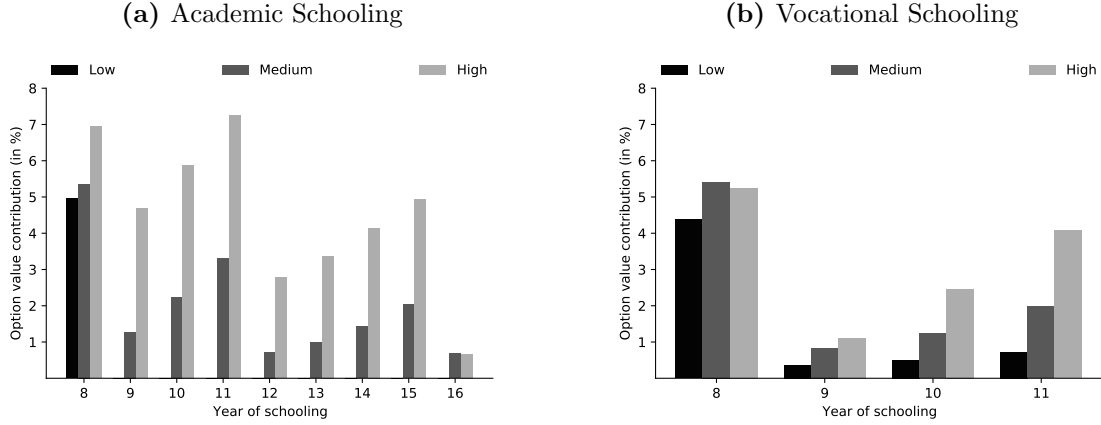 (a) Academic Schooling
Low Medium High
8
7
6
5
4
3
2
1
Option value contribution (in %)
8 9 10 11 12 13 14 15 16
Year of schooling
(b) Vocational Schooling
Low Medium High
8
7
6
5
4
3
2
1
Option value contribution (in %)
8 9 10 11
Year of schooling